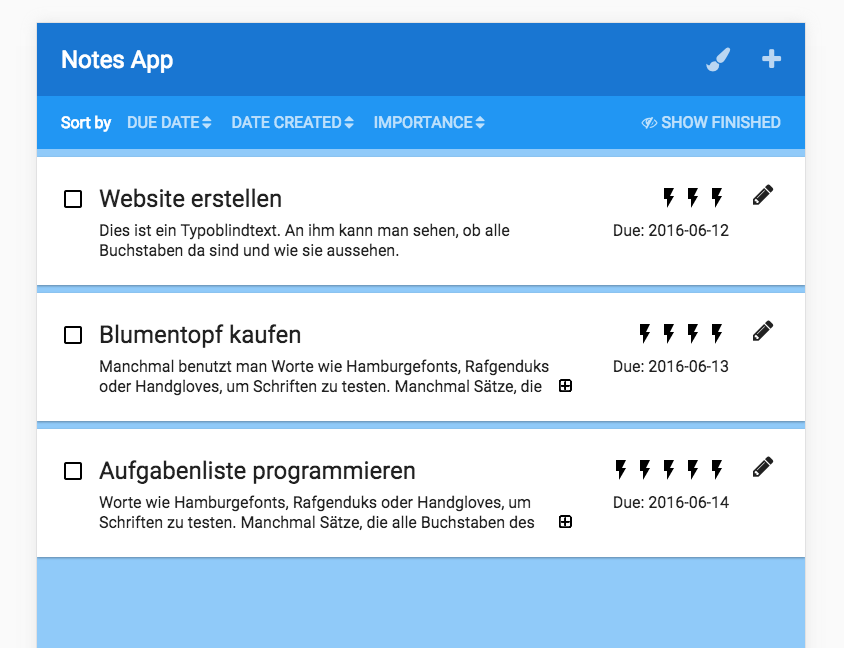 Notes App
Sort by DUE DATE DATE CREATED IMPORTANCE SHOW FINISHED
Website erstellen
Dies ist ein Typoblindtext. An ihm kann man sehen, ob alle
Buchstaben da sind und wie sie aussehen.
Due: 2016-06-12
Blumentopf kaufen
Manchmal benutzt man Worte wie Hamburgefonts, Rafgenduks
oder Handgloves, um Schriften zu testen. Manchmal Sätze, die
Due: 2016-06-13
Aufgabenliste programmieren
Worte wie Hamburgefonts, Rafgenduks oder Handgloves, um
Schriften zu testen. Manchmal Sätze, die alle Buchstaben des
Due: 2016-06-14